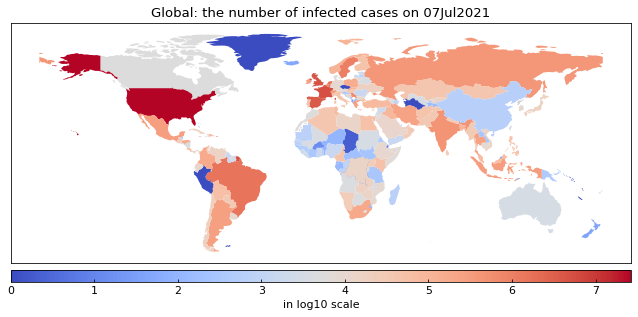 Global: the number of infected cases on 07Jul2021
0 1 2 3 4 5 6 7
in log10 scale